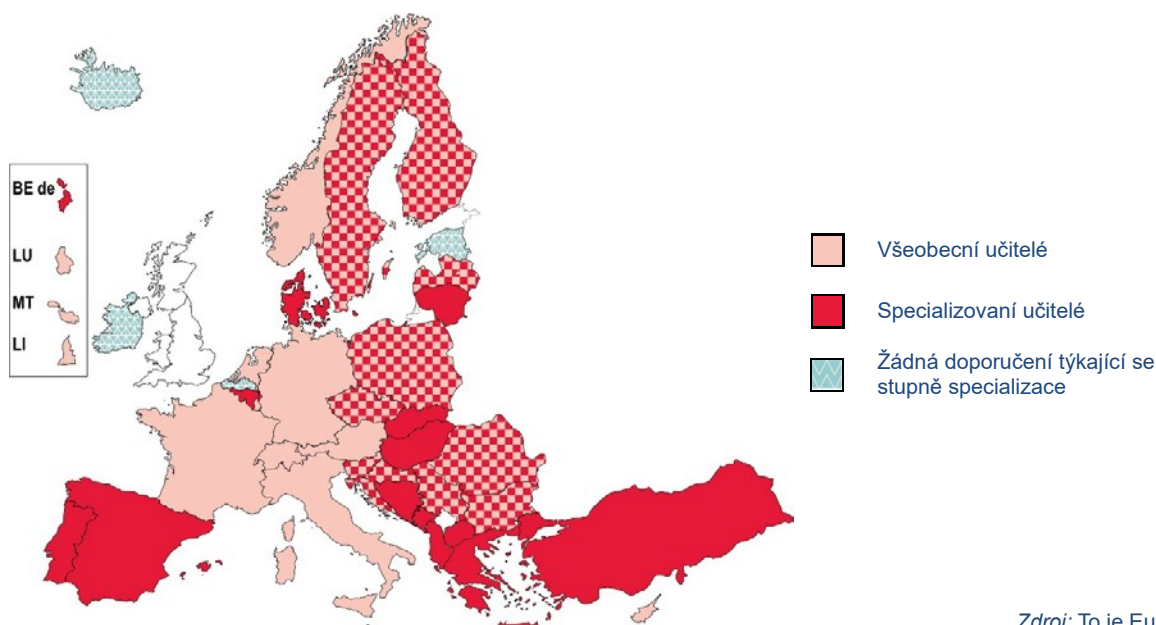 BE de
LU
MT
LI
Všeobecní učitelé
Specializovaní učitelé
Žádná doporučení týkající se
stupně specializace
Zdroj: To je Eu